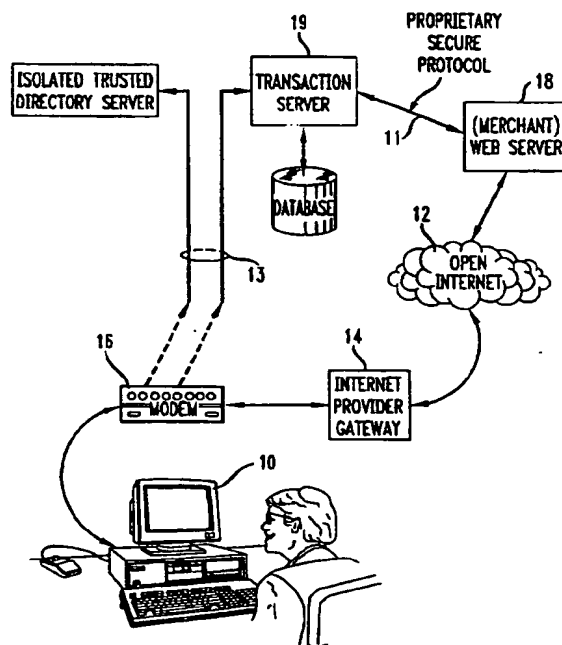 19
PROPRIETARY
SECURE
PROTOCOL
ISOLATED TRUSTED
DIRECTORY SERVER
TRANSACTION
SERVER
18
11
(MERCHANT)
WEB SERVER
DATABASE
12
OPEN
INTERNET
13
16
14
MODEM
INTERNET
PROVIDER
GATEWAY
10